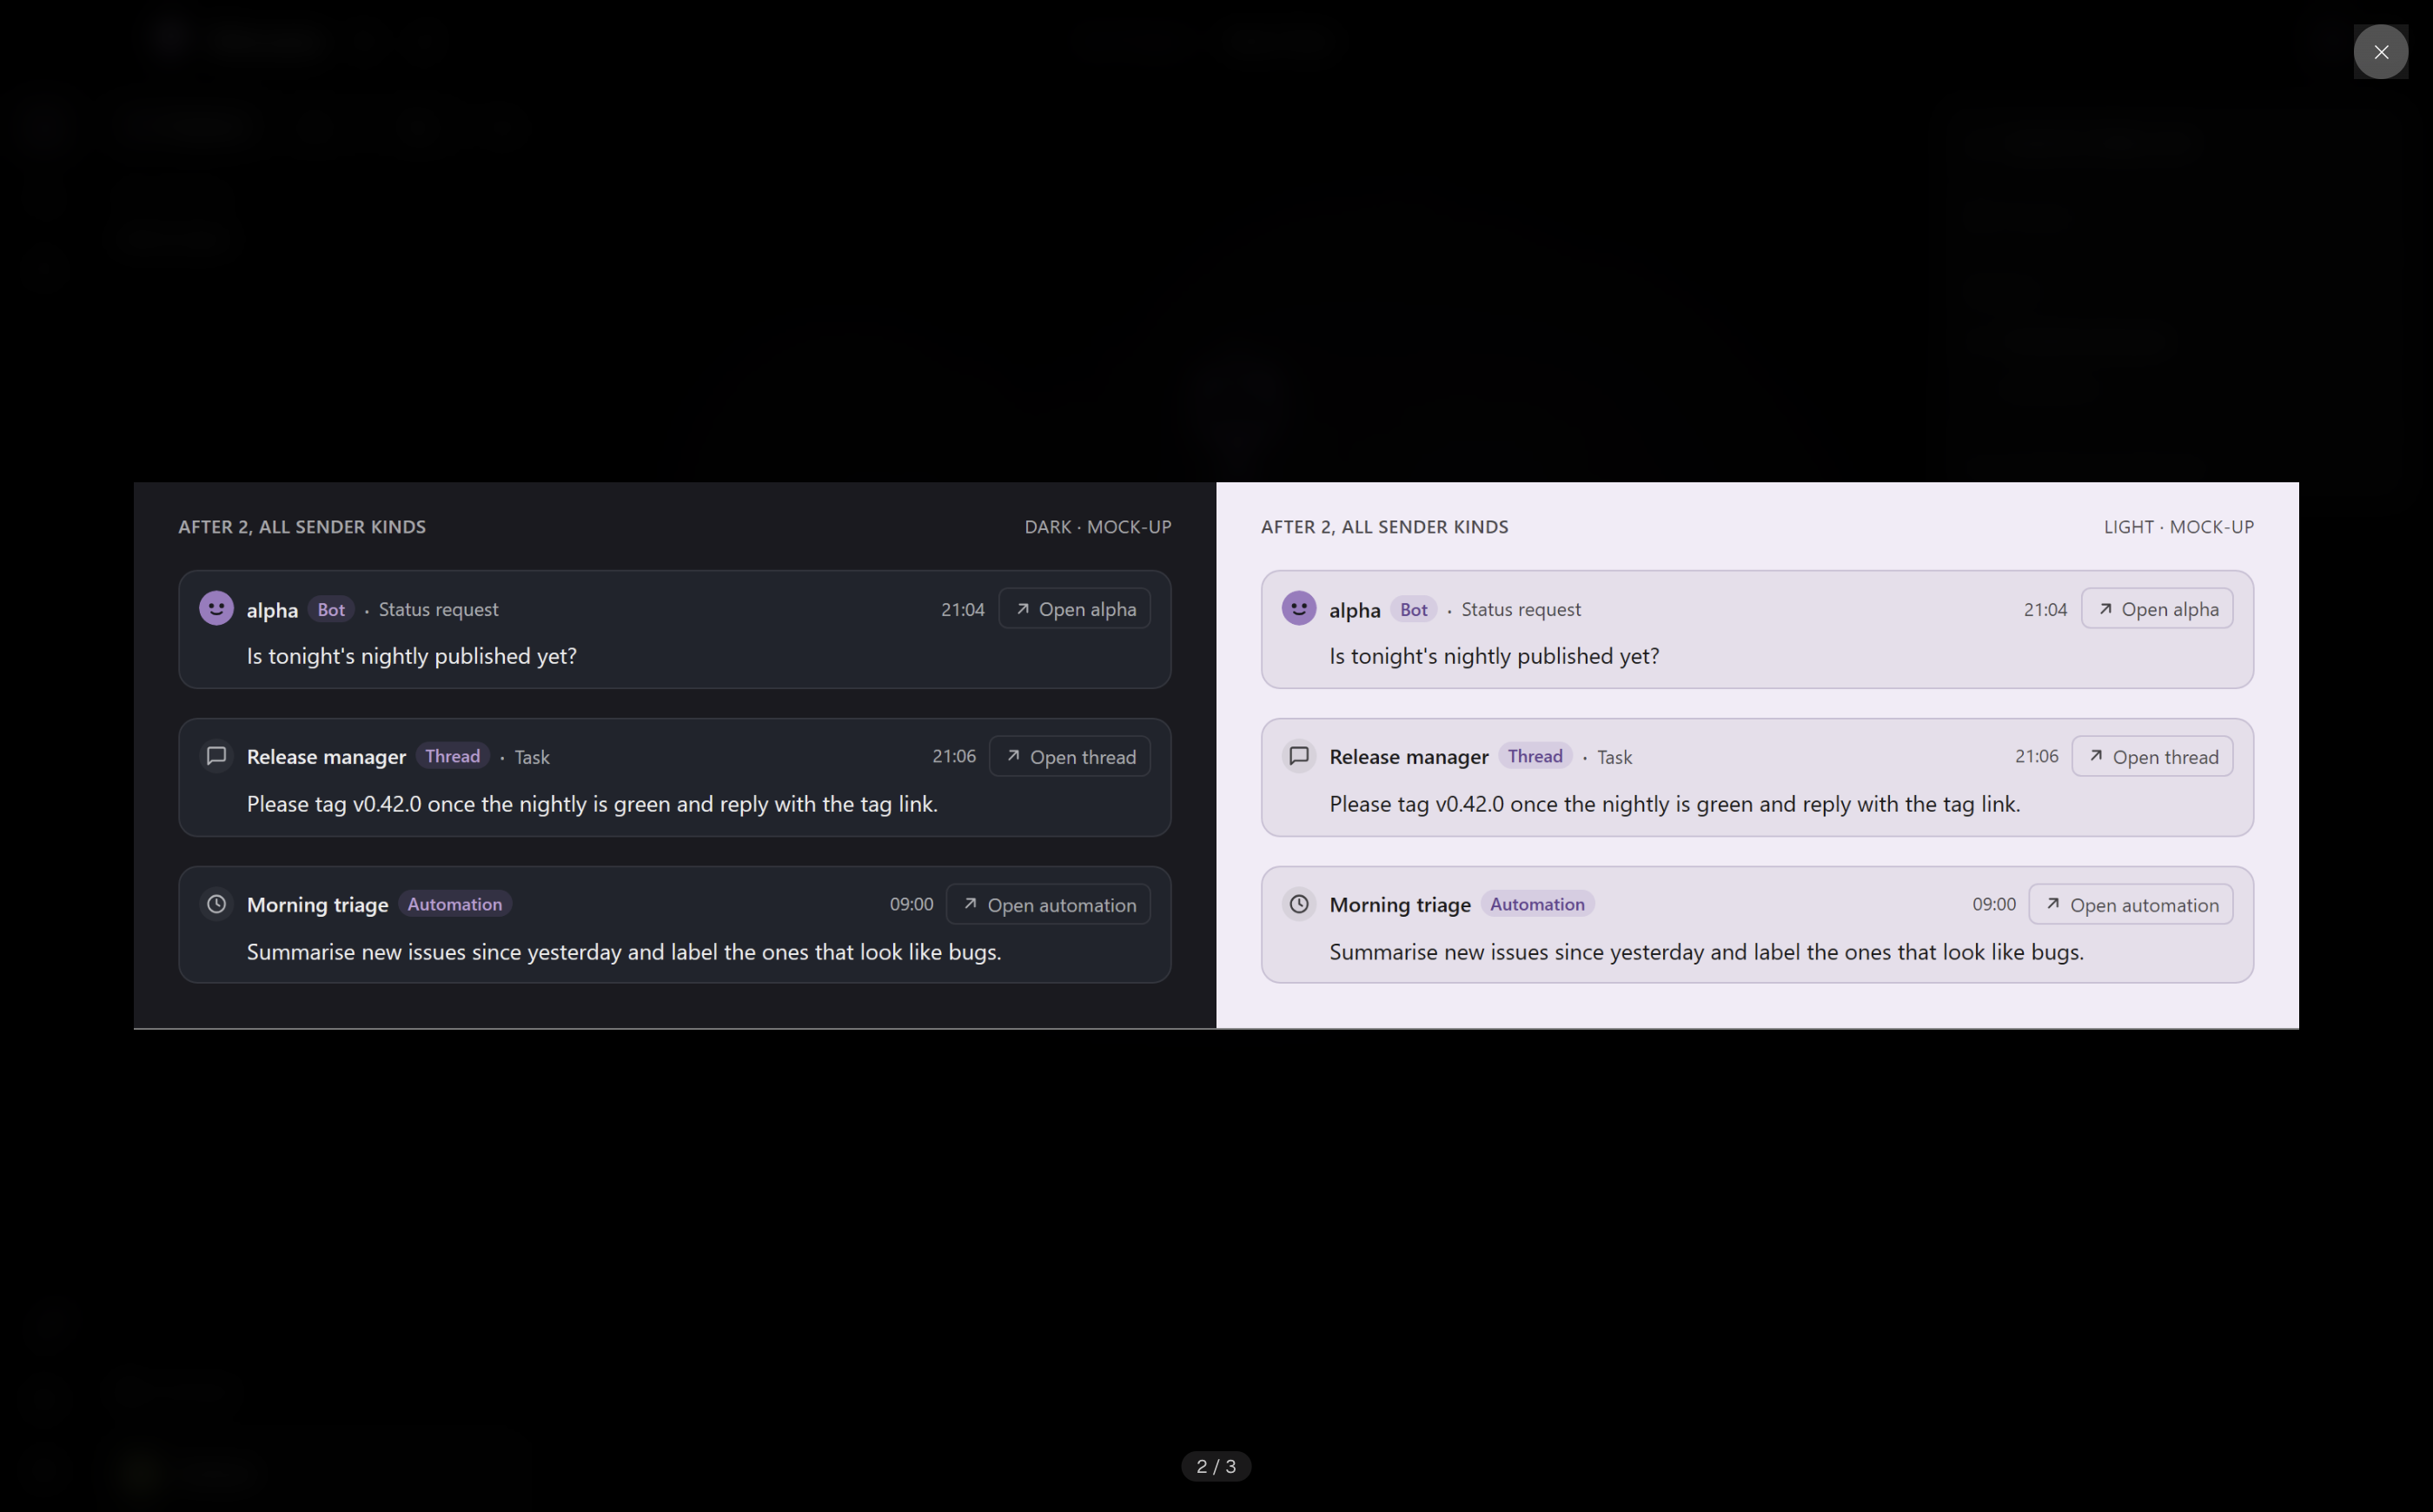 AFTER 2, ALL SENDER KINDS
DARK · MOCK-UP
alpha Bot · Status request 21:04 Open alpha
Is tonight's nightly published yet?
Release manager Thread · Task 21:06 Open thread
Please tag v0.42.0 once the nightly is green and reply with the tag link.
Morning triage Automation 09:00 Open automation
Summarise new issues since yesterday and label the ones that look like bugs.
AFTER 2, ALL SENDER KINDS
LIGHT · MOCK-UP
alpha Bot · Status request 21:04 Open alpha
Is tonight's nightly published yet?
Release manager Thread · Task 21:06 Open thread
Please tag v0.42.0 once the nightly is green and reply with the tag link.
Morning triage Automation 09:00 Open automation
Summarise new issues since yesterday and label the ones that look like bugs.
2 / 3